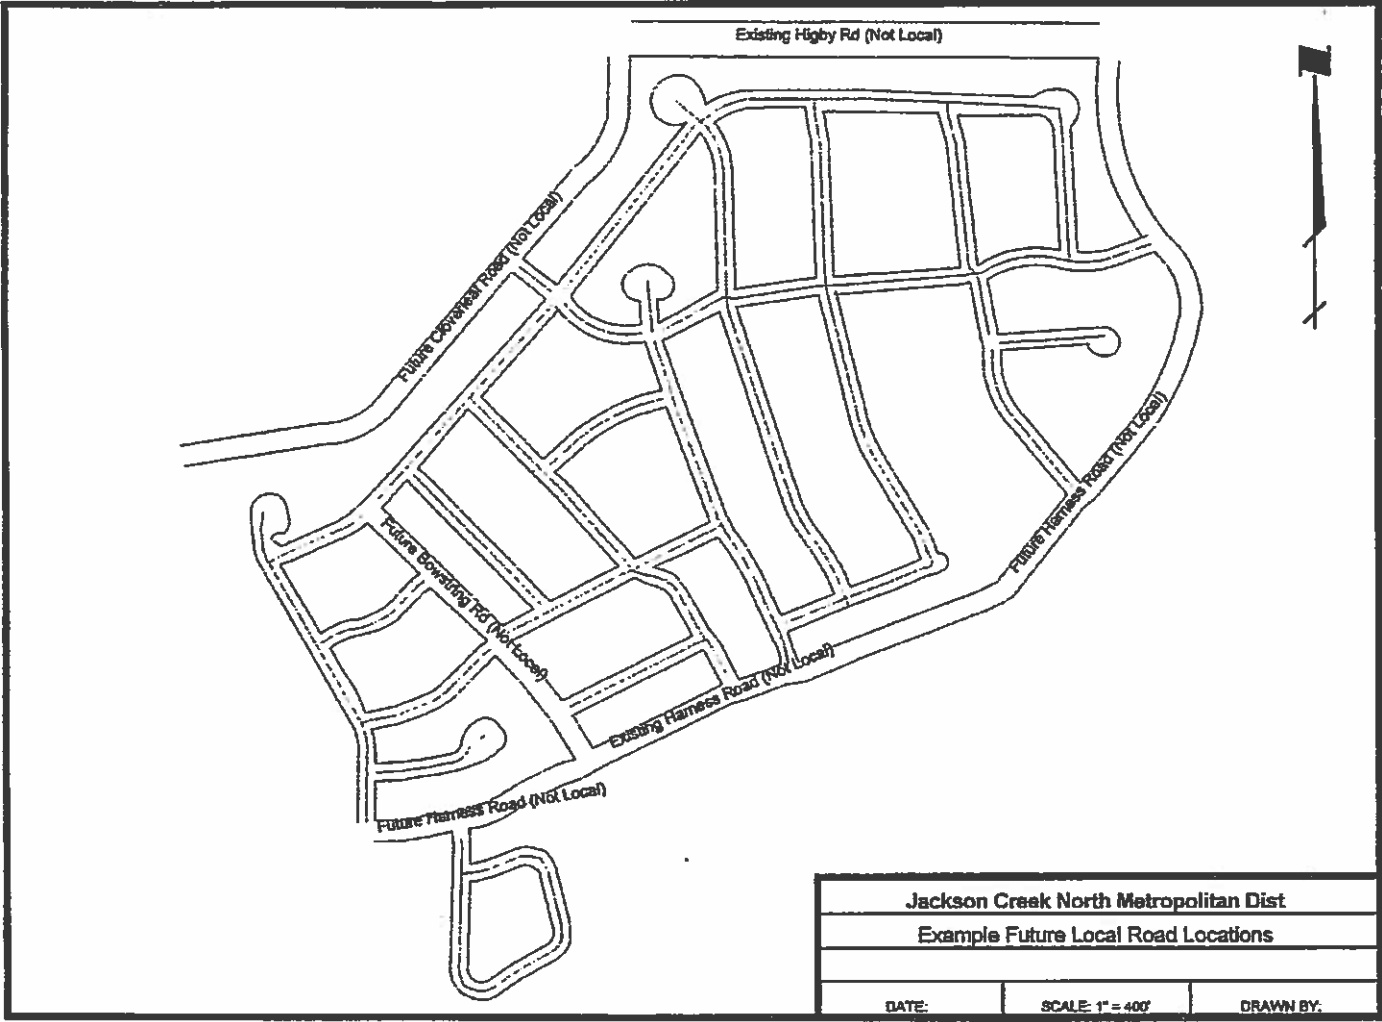 Existing Higby Rd (Not Local)
Future Cloverleaf Road (Not Local)
Future Bowstring Rd (Not Local)
Future Harness Road (Not Local)
Existing Harness Road (Not Local)
Future Harness Road (Not Local)
Jackson Creek North Metropolitan Dist
Example Future Local Road Locations
DATE:
SCALE: 1" = 400'
DRAWN BY: